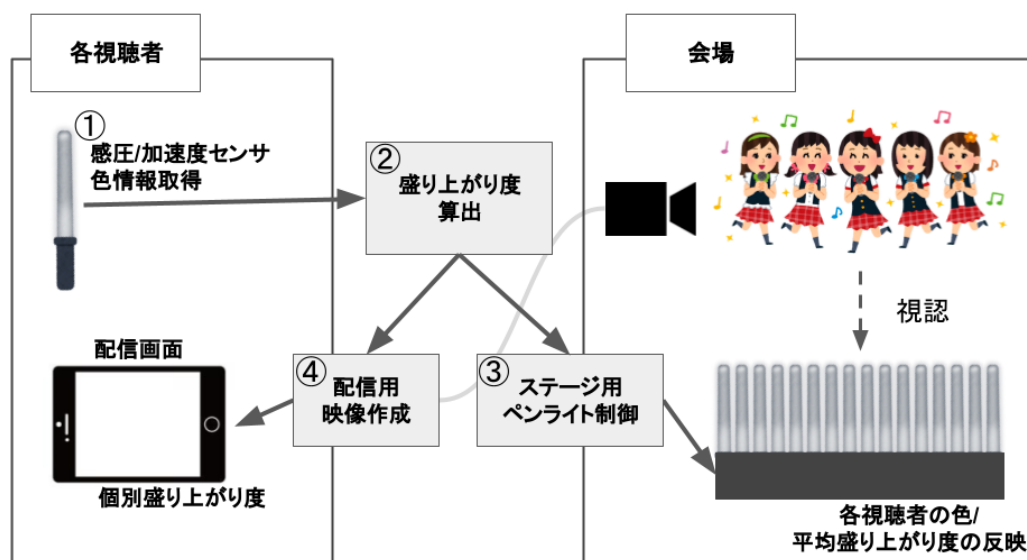 各視聴者
会場
①
感圧/加速度センサ
色情報取得
②
盛り上がり度
算出
視認
配信画面
④
配信用
映像作成
③
ステージ用
ペンライト制御
個別盛り上がり度
各視聴者の色/
平均盛り上がり度の反映